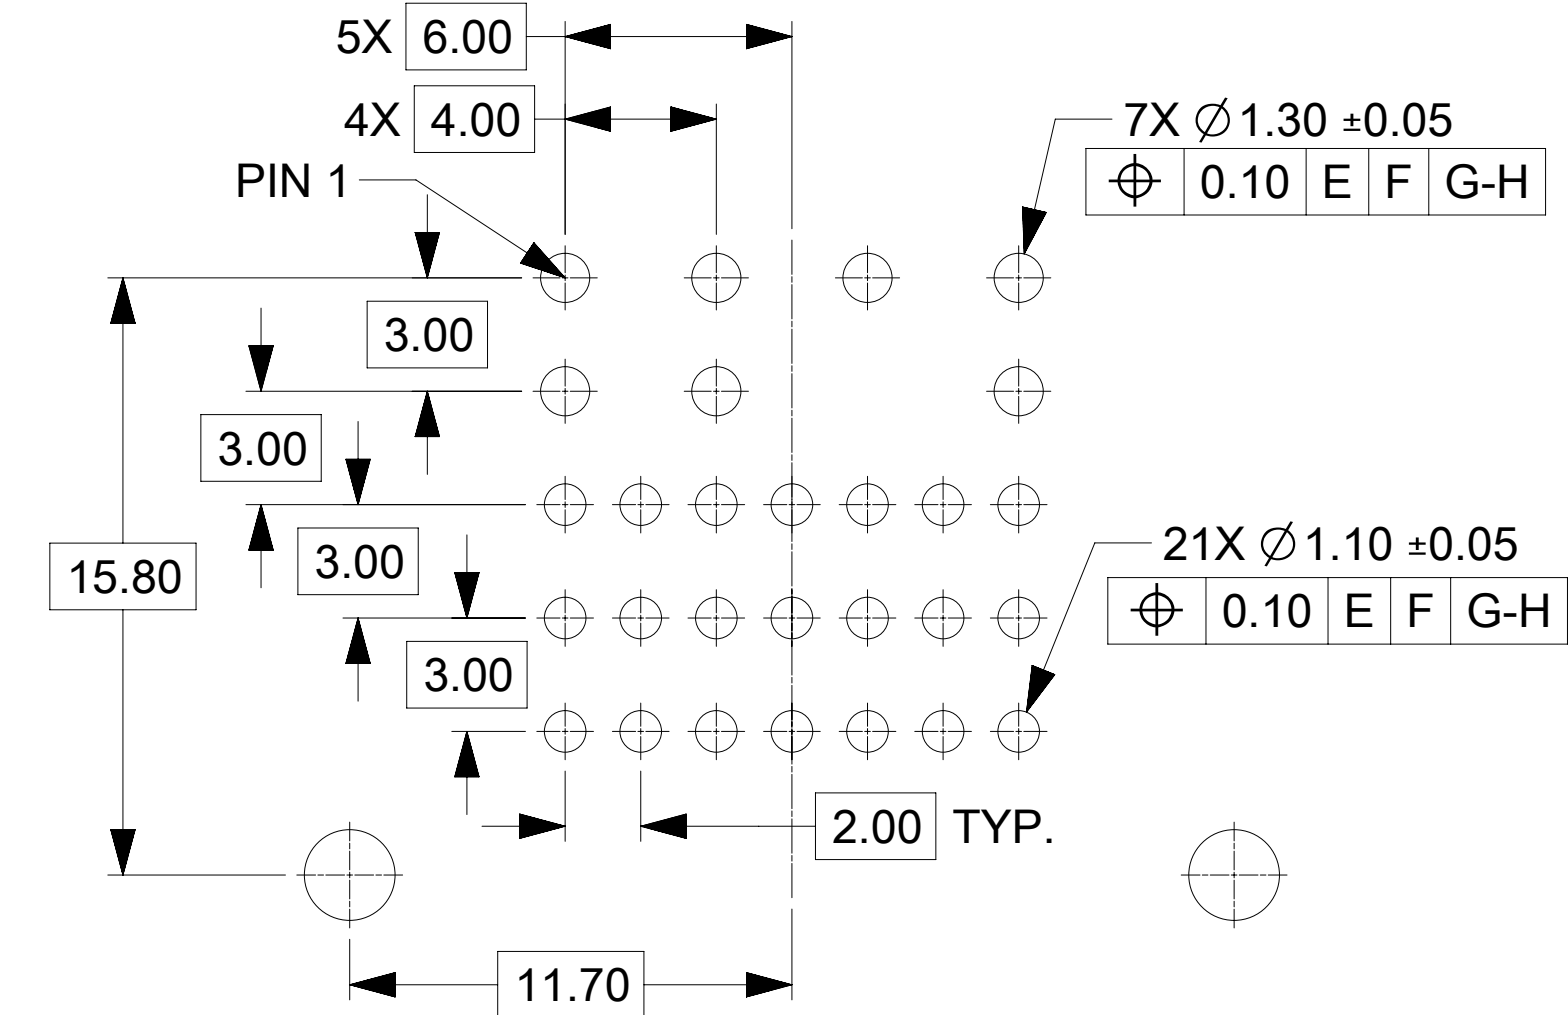 5X 6.00
4X 4.00
7X ∅1.30 ±0.05
⌖ 0.10 E F G-H
PIN 1
3.00
3.00
21X ∅1.10 ±0.05
3.00
15.80
⌖ 0.10 E F G-H
3.00
2.00 TYP.
11.70